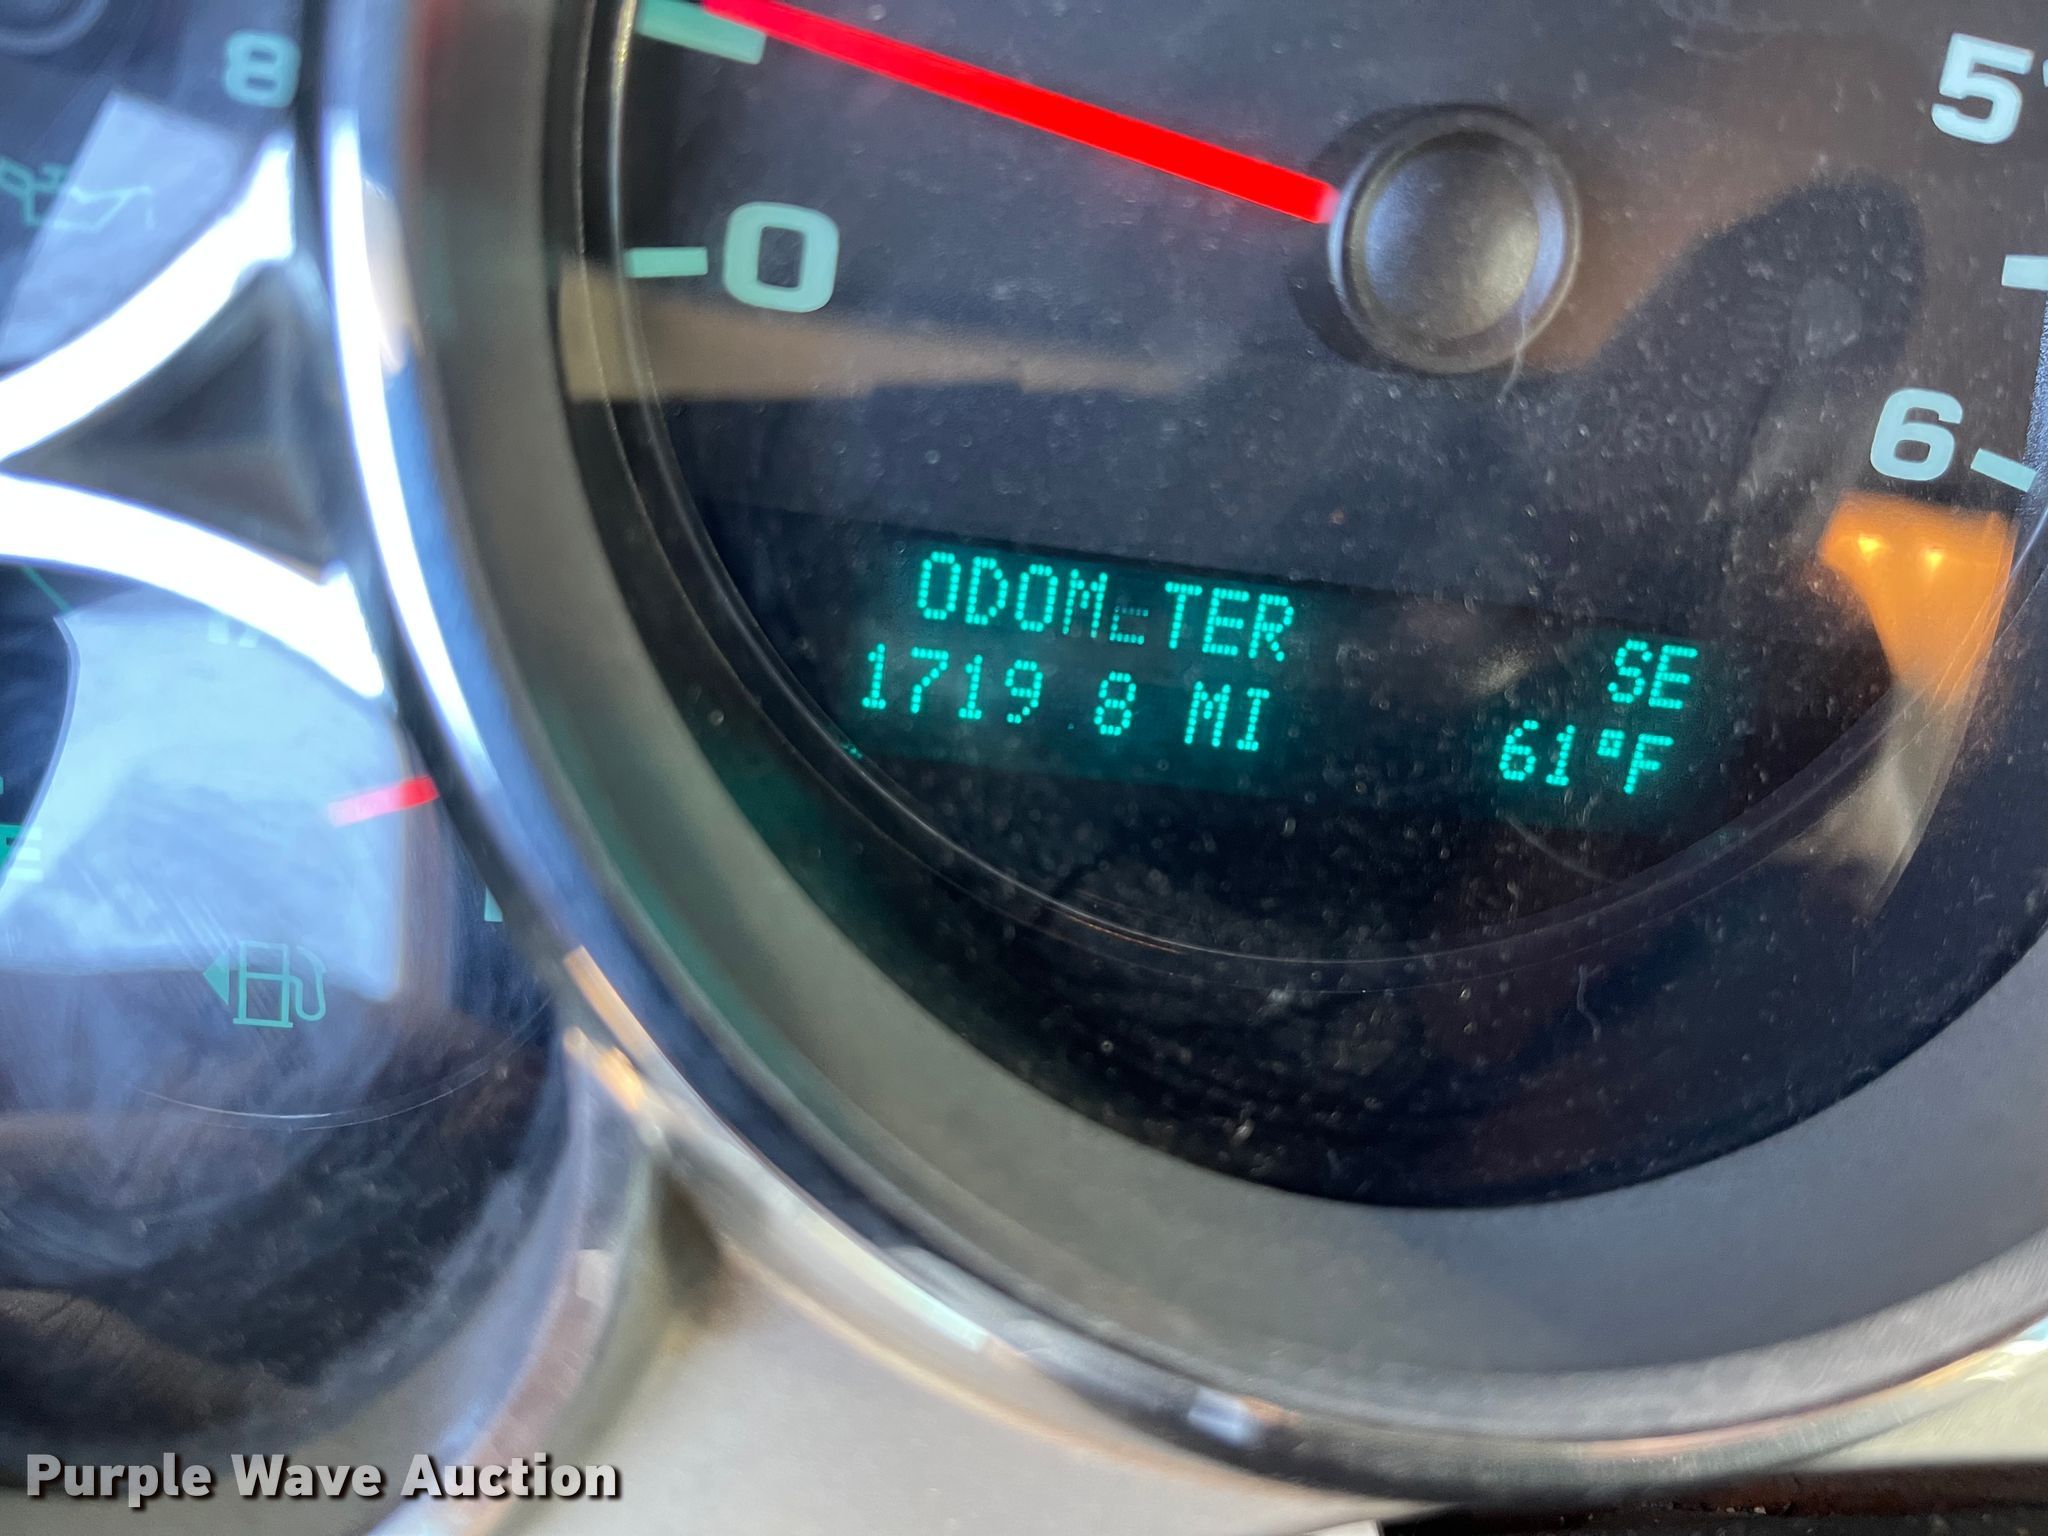 8
5
0
6
ODOMETER SE
1719 8 MI 61°F
Purple Wave Auction